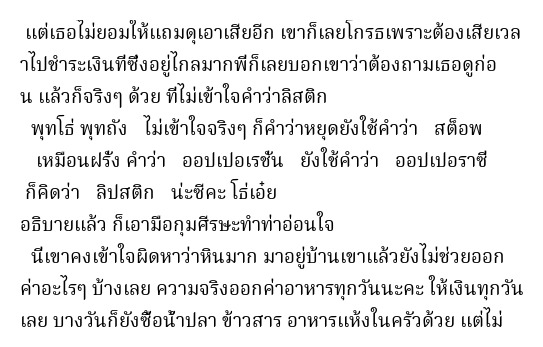 แต่เธอไม่ยอมให้แถมดุเอาเสียอีก เขาก็เลยโกรธเพราะต้องเสียเวล
าไปชำระเงินที่ซึ่งอยู่ไกลมากพี่ก็เลยบอกเขาว่าต้องถามเธอดูก่อ
น แล้วก็จริงๆ ด้วย ที่ไม่เข้าใจคำว่าลิสติก
พุทโธ่ พุทถัง ไม่เข้าใจจริงๆ ก็คำว่าหยุดยังใช้คำว่า สต็อพ
เหมือนฝรั่ง คำว่า ออปเปอเรชั่น ยังใช้คำว่า ออปเปอราซี
ก็คิดว่า ลิปสติก น่ะซีคะ โธ่เอ๋ย
อธิบายแล้ว ก็เอามือกุมศีรษะทำท่าอ่อนใจ
นี่เขาคงเข้าใจผิดหาว่าหินมาก มาอยู่บ้านเขาแล้วยังไม่ช่วยออก
ค่าอะไรๆ บ้างเลย ความจริงออกค่าอาหารทุกวันนะคะ ให้เงินทุกวัน
เลย บางวันก็ยังซื้อน้ำปลา ข้าวสาร อาหารแห้งในครัวด้วย แต่ไม่